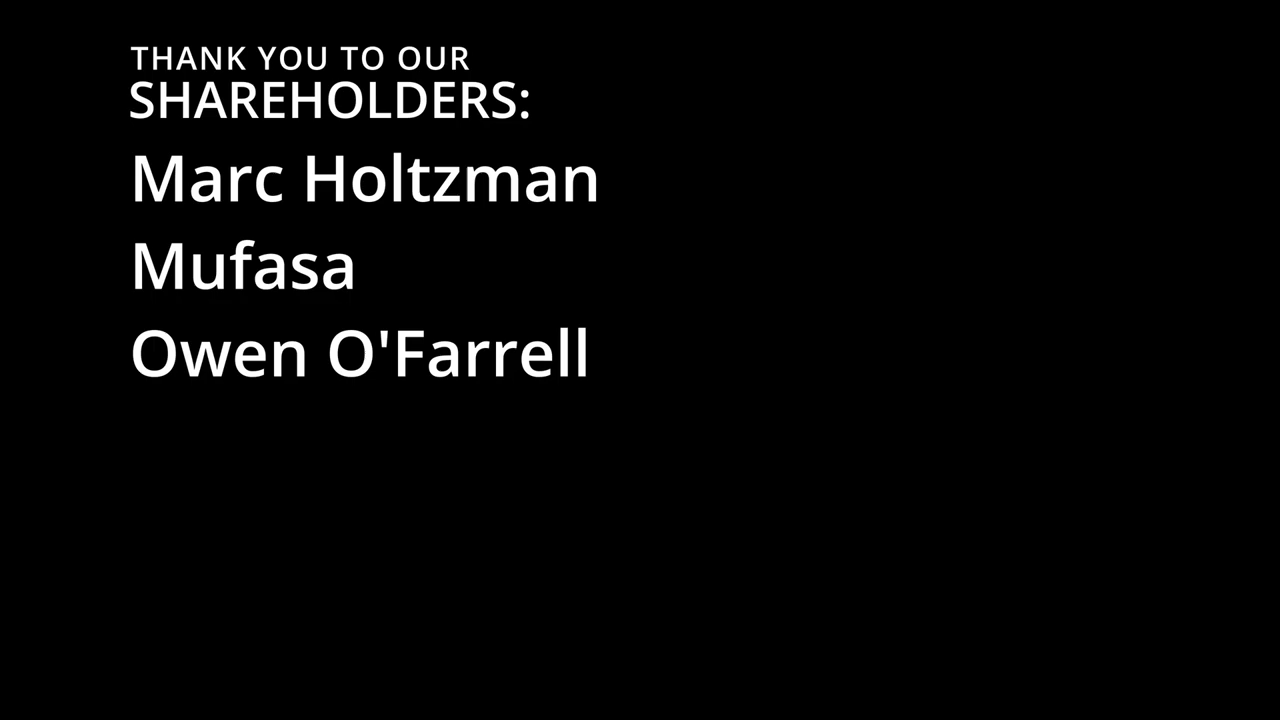 THANK YOU TO OUR
SHAREHOLDERS:
Marc Holtzman
Mufasa
Owen O'Farrell